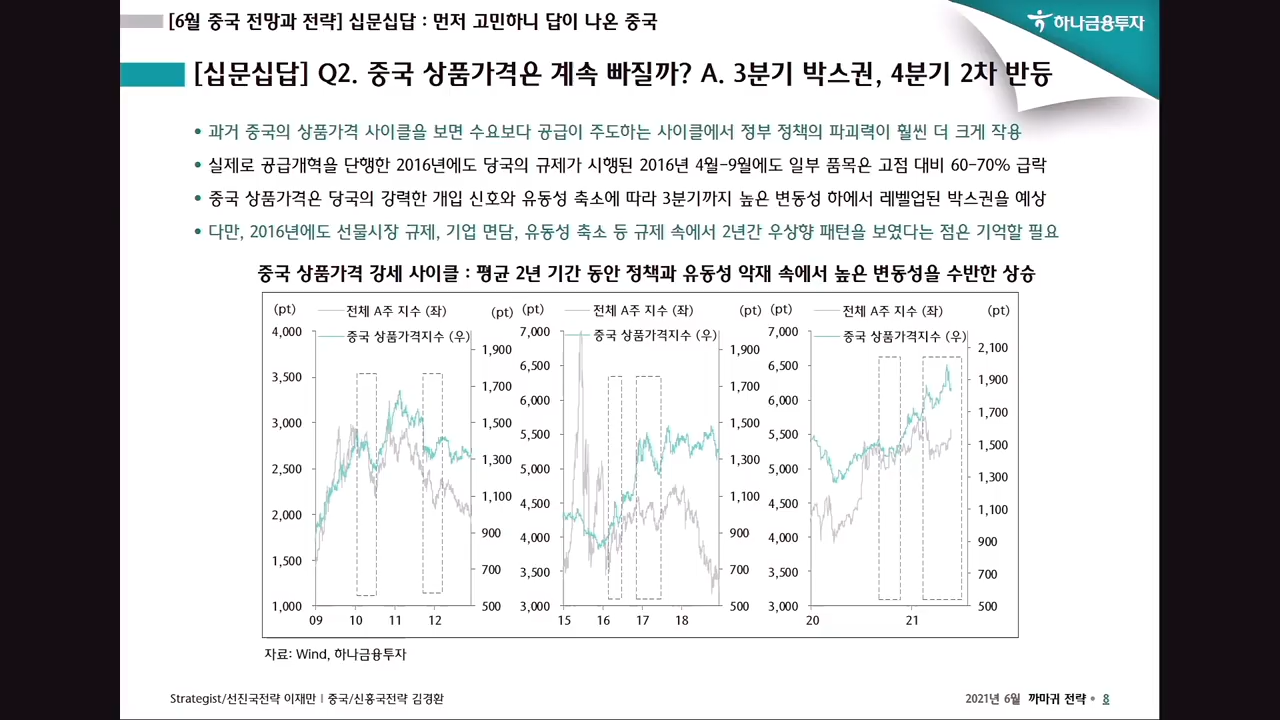 [6월 중국 전망과 전략] 십문십답 : 먼저 고민하니 답이 나온 중국
하나금융투자
[십문십답] Q2. 중국 상품가격은 계속 빠질까? A. 3분기 박스권, 4분기 2차 반등
• 과거 중국의 상품가격 사이클을 보면 수요보다 공급이 주도하는 사이클에서 정부 정책의 파괴력이 훨씬 더 크게 작용
• 실제로 공급개혁을 단행한 2016년에도 당국의 규제가 시행된 2016년 4월-9월에도 일부 품목은 고점 대비 60-70% 급락
• 중국 상품가격은 당국의 강력한 개입 신호와 유동성 축소에 따라 3분기까지 높은 변동성 하에서 레벨업된 박스권을 예상
• 다만, 2016년에도 선물시장 규제, 기업 면담, 유동성 축소 등 규제 속에서 2년간 우상향 패턴을 보였다는 점은 기억할 필요
중국 상품가격 강세 사이클 : 평균 2년 기간 동안 정책과 유동성 악재 속에서 높은 변동성을 수반한 상승
(pt) 전체 A주 지수 (좌) (pt) (pt) 전체 A주 지수 (좌) (pt) (pt) 전체 A주 지수 (좌) (pt)
중국 상품가격지수 (우) 중국 상품가격지수 (우) 중국 상품가격지수 (우)
4,000 7,000 7,000
1,900 1,900 2,100
3,500 1,700 6,500 1,700 6,500 1,900
3,000 1,500 6,000 1,500 6,000 1,700
2,500 1,300 5,500 1,300 5,500 1,500
5,000 5,000 1,300
2,000 1,100 4,500 1,100 4,500 1,100
1,500 900 4,000 900 4,000 900
700 3,500 700 3,500 700
1,000 500 3,000 500 3,000 500
09 10 11 12 15 16 17 18 20 21
자료: Wind, 하나금융투자
Strategist/선진국전략 이재만 | 중국/신흥국전략 김경환
2021년 6월 까마귀 전략 • 8